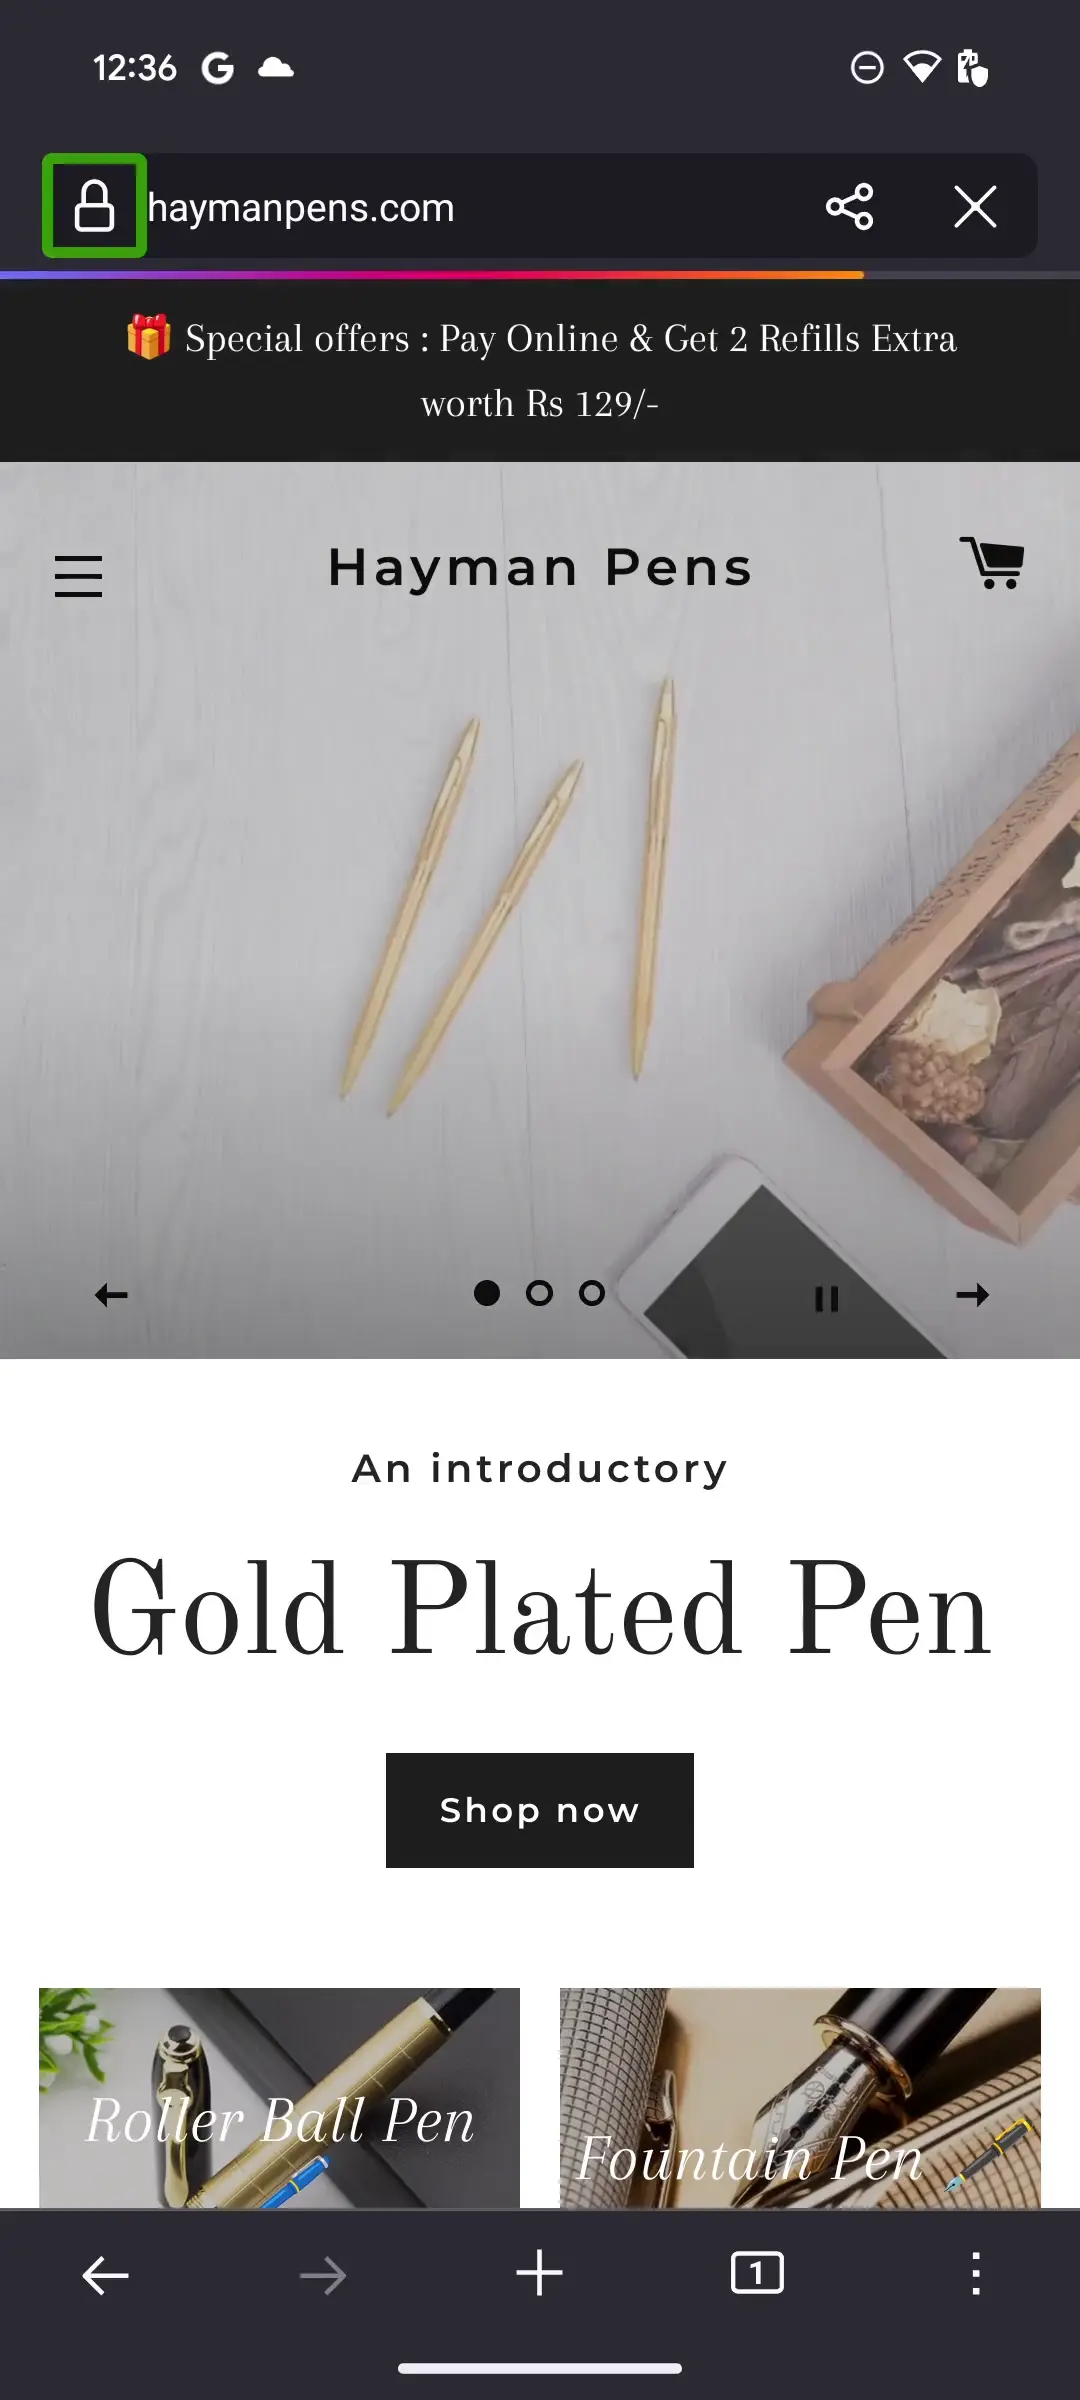 12:36
haymanpens.com
Special offers : Pay Online & Get 2 Refills Extra
worth Rs 129/-
Hayman Pens
An introductory
Gold Plated Pen
Shop now
Roller Ball Pen
Fountain Pen
1